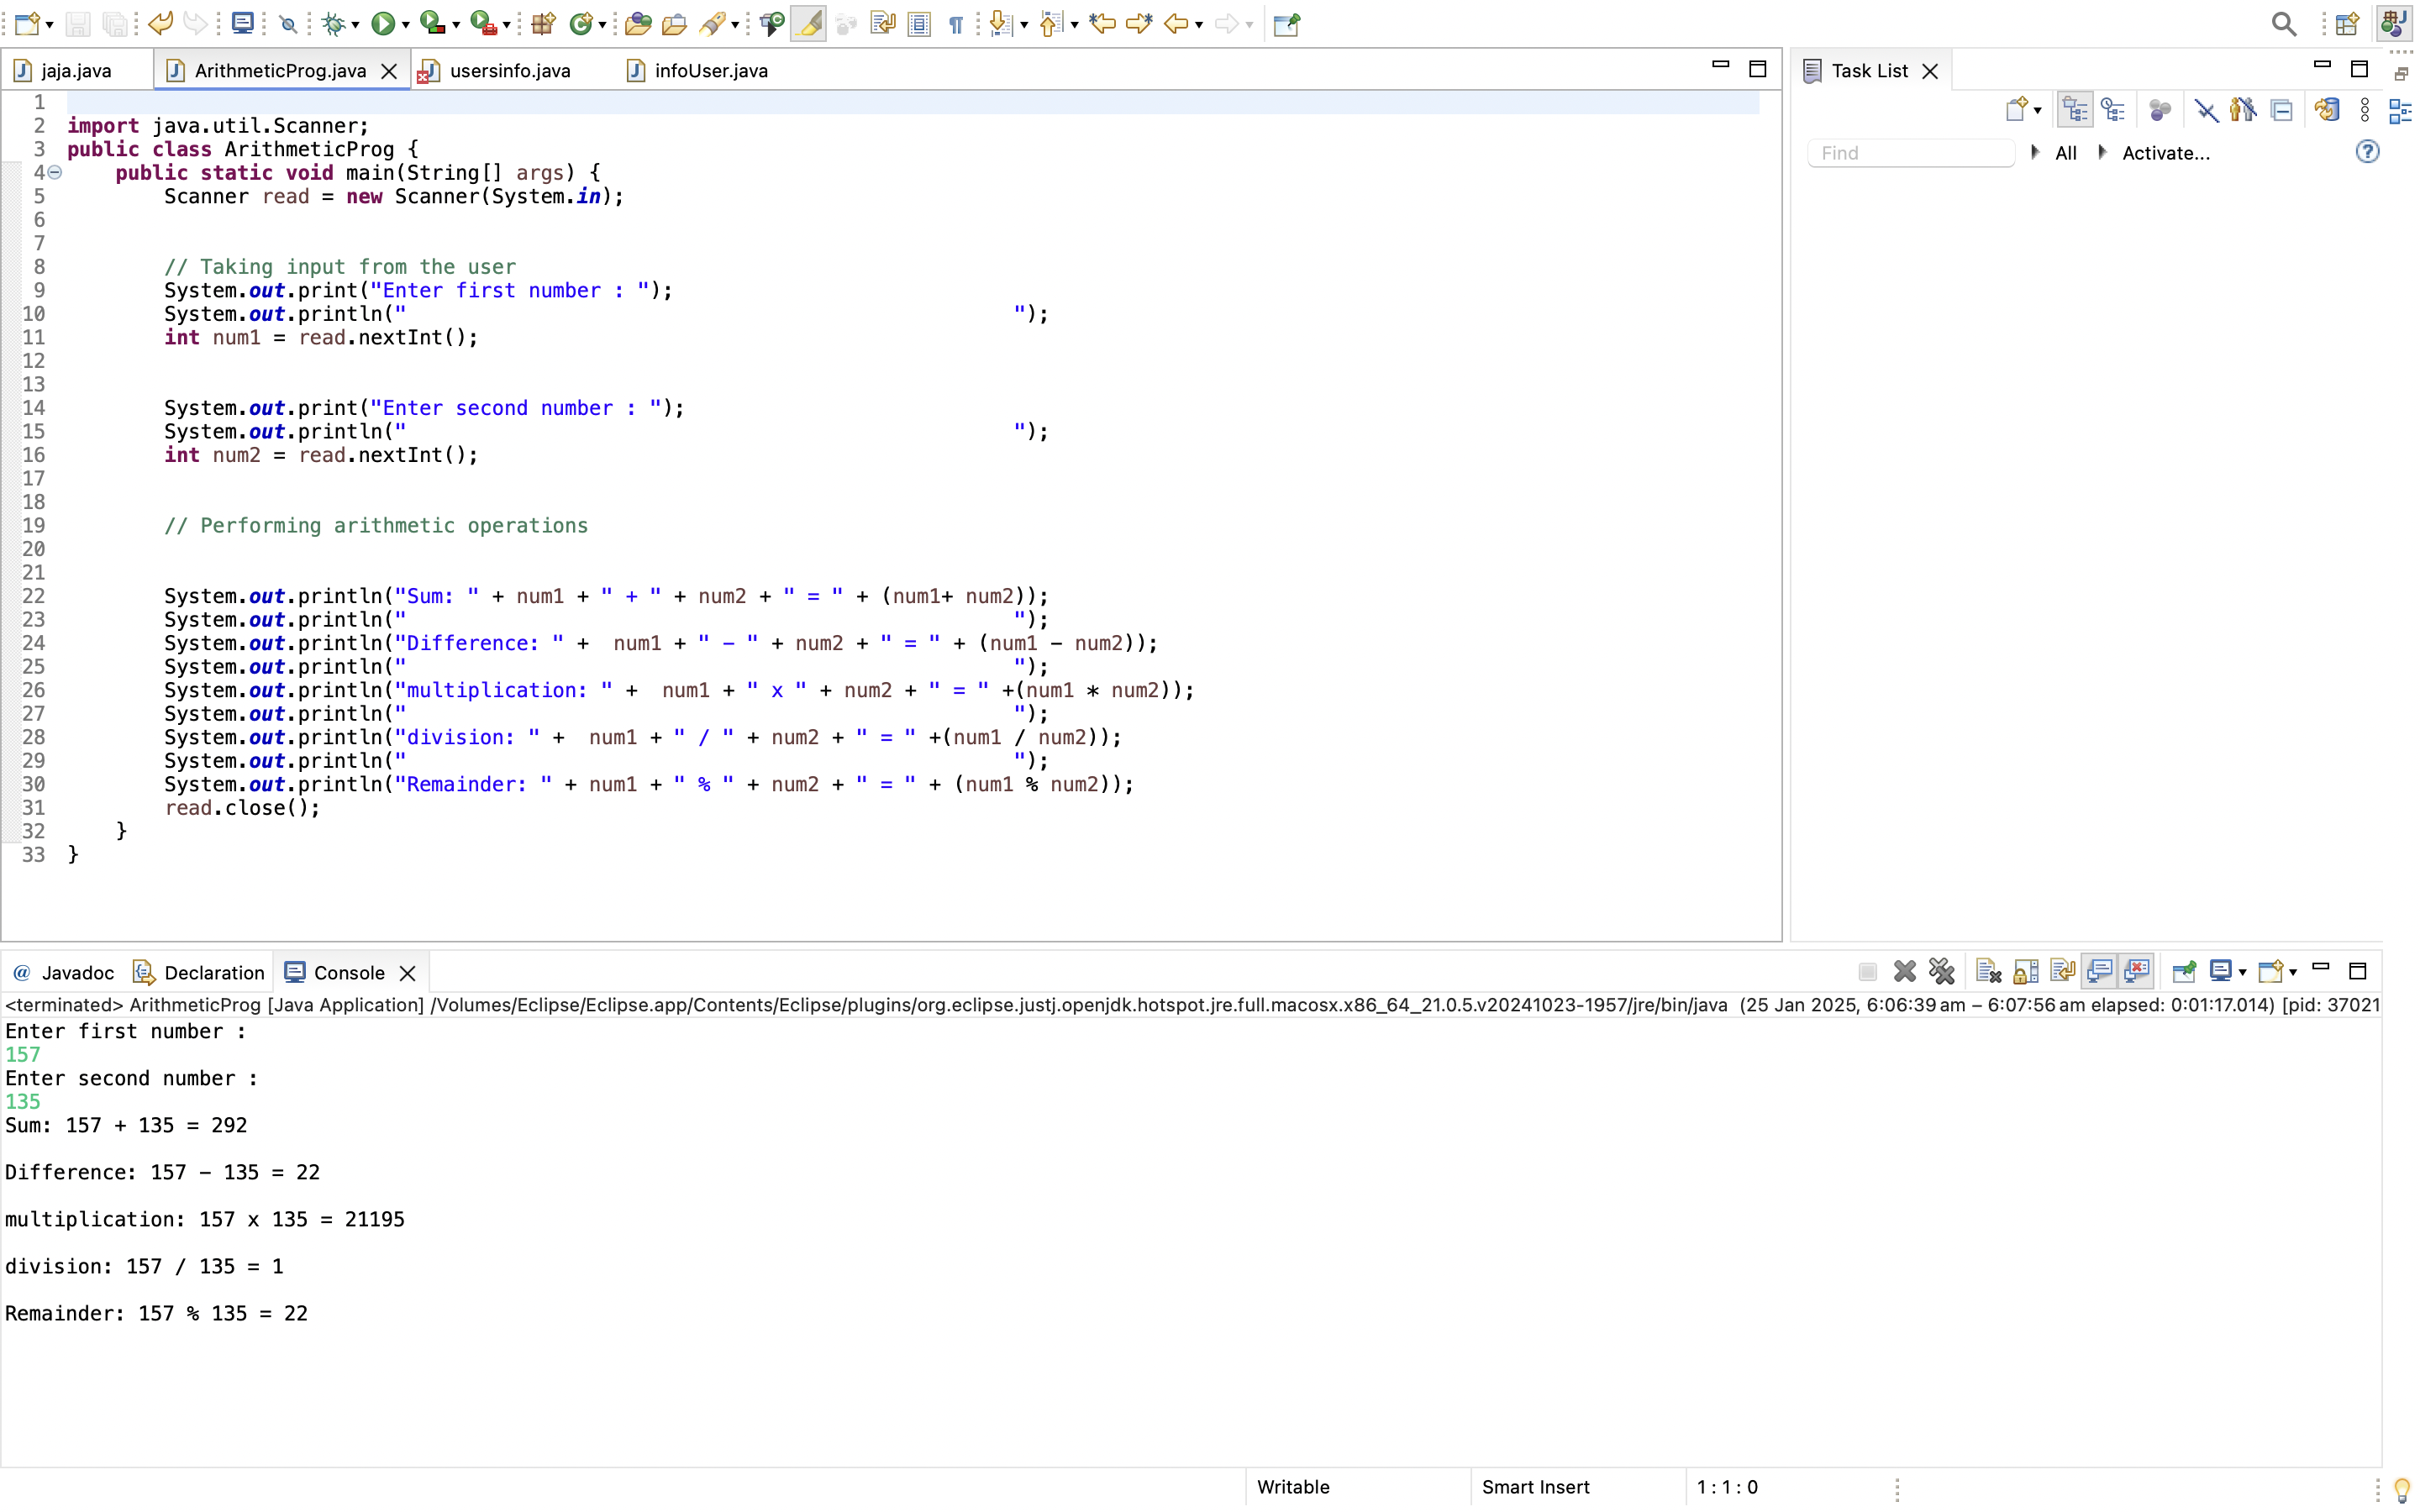 jaja.java ArithmeticProg.java usersinfo.java infoUser.java Task List
1
2 import java.util.Scanner;
3 public class ArithmeticProg {
4 public static void main(String[] args) {
5 Scanner read = new Scanner(System.in);
6
7
8 // Taking input from the user
9 System.out.print("Enter first number : ");
10 System.out.println("                                                  ");
11 int num1 = read.nextInt();
12
13
14 System.out.print("Enter second number : ");
15 System.out.println("                                                  ");
16 int num2 = read.nextInt();
17
18
19 // Performing arithmetic operations
20
21
22 System.out.println("Sum: " + num1 + " + " + num2 + " = " + (num1+ num2));
23 System.out.println("                                                  ");
24 System.out.println("Difference: " +  num1 + " - " + num2 + " = " + (num1 - num2));
25 System.out.println("                                                  ");
26 System.out.println("multiplication: " +  num1 + " x " + num2 + " = " +(num1 * num2));
27 System.out.println("                                                  ");
28 System.out.println("division: " +  num1 + " / " + num2 + " = " +(num1 / num2));
29 System.out.println("                                                  ");
30 System.out.println("Remainder: " + num1 + " % " + num2 + " = " + (num1 % num2));
31 read.close();
32 }
33 }
Find All Activate...
@ Javadoc Declaration Console
<terminated> ArithmeticProg [Java Application] /Volumes/Eclipse/Eclipse.app/Contents/Eclipse/plugins/org.eclipse.justj.openjdk.hotspot.jre.full.macosx.x86_64_21.0.5.v20241023-1957/jre/bin/java (25 Jan 2025, 6:06:39 am – 6:07:56 am elapsed: 0:01:17.014) [pid: 37021
Enter first number :
157
Enter second number :
135
Sum: 157 + 135 = 292
Difference: 157 - 135 = 22
multiplication: 157 x 135 = 21195
division: 157 / 135 = 1
Remainder: 157 % 135 = 22
Writable Smart Insert 1 : 1 : 0